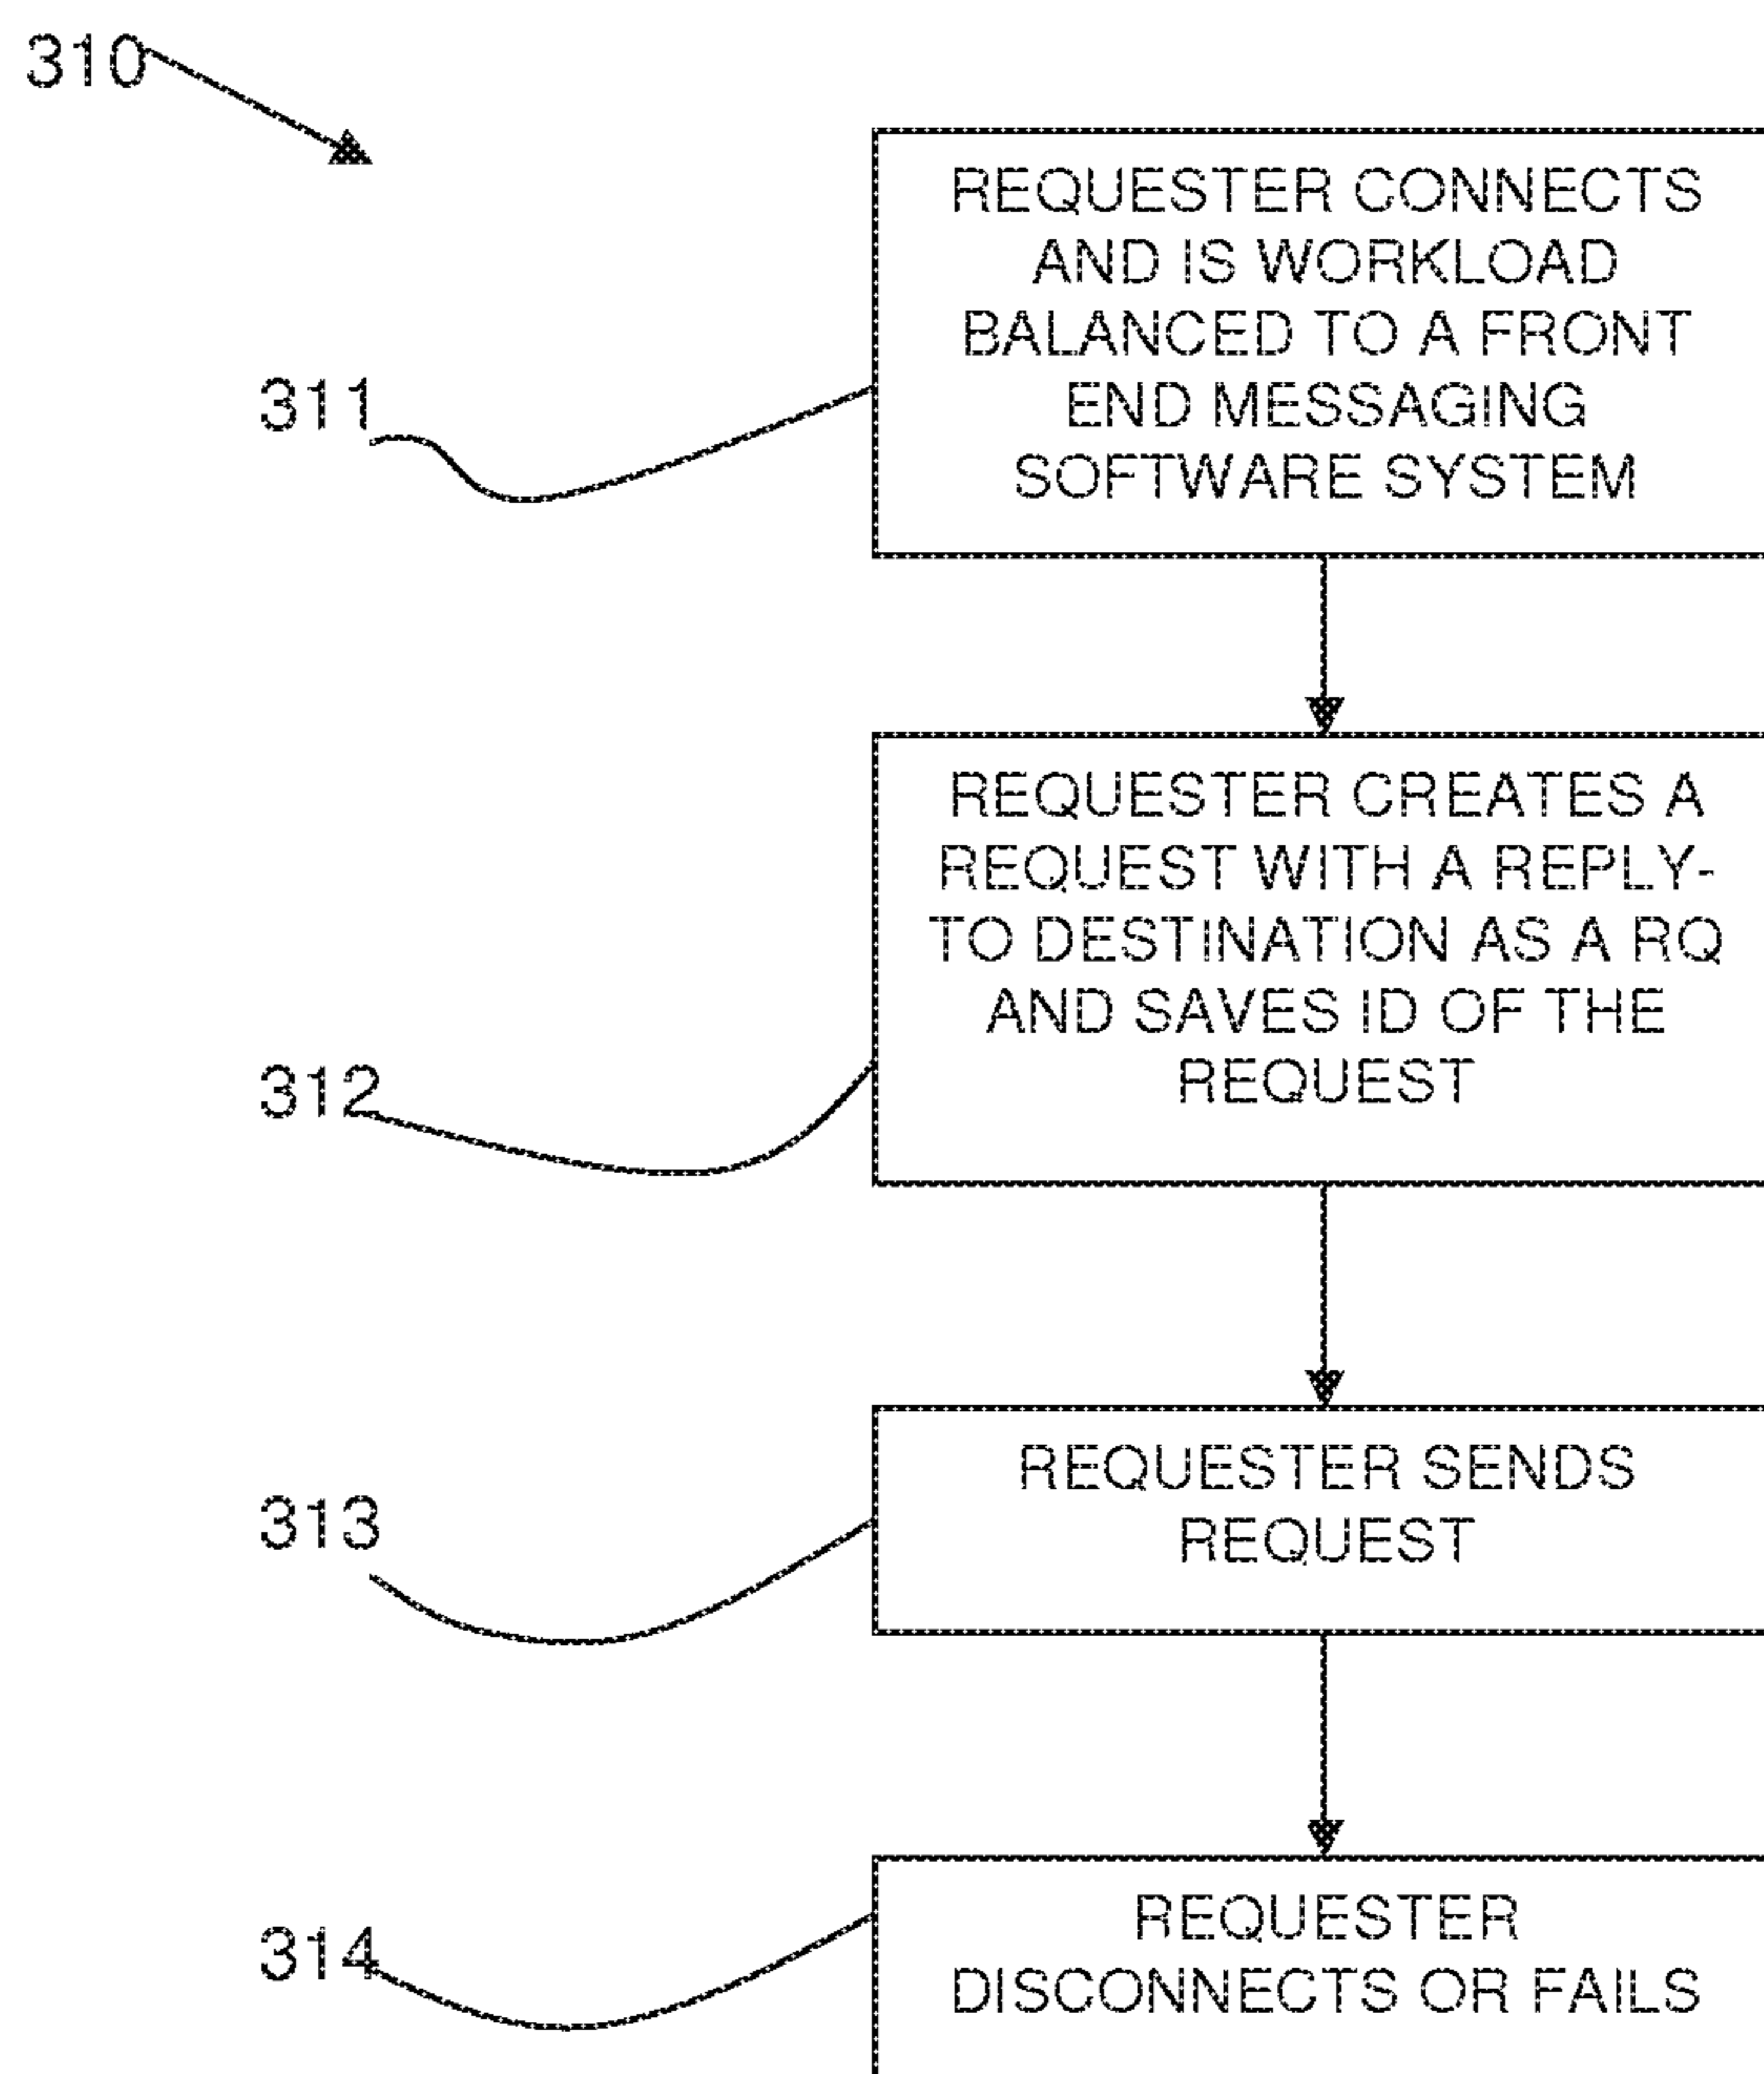 310
REQUESTER CONNECTS
AND IS WORKLOAD
BALANCED TO A FRONT
END MESSAGING
SOFTWARE SYSTEM
311
REQUESTER CREATES A
REQUEST WITH A REPLY-
TO DESTINATION AS A RQ
AND SAVES ID OF THE
REQUEST
312
REQUESTER SENDS
REQUEST
313
REQUESTER
DISCONNECTS OR FAILS
314